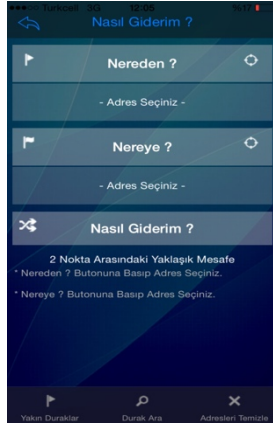 Turkcell 3G 12:05 %17
Nasıl Giderim ?
Nereden ?
- Adres Seçiniz -
Nereye ?
- Adres Seçiniz -
Nasıl Giderim ?
2 Nokta Arasındaki Yaklaşık Mesafe
* Nereden ? Butonuna Basıp Adres Seçiniz.
* Nereye ? Butonuna Basıp Adres Seçiniz.
Yakın Duraklar Durak Ara Adresleri Temizle